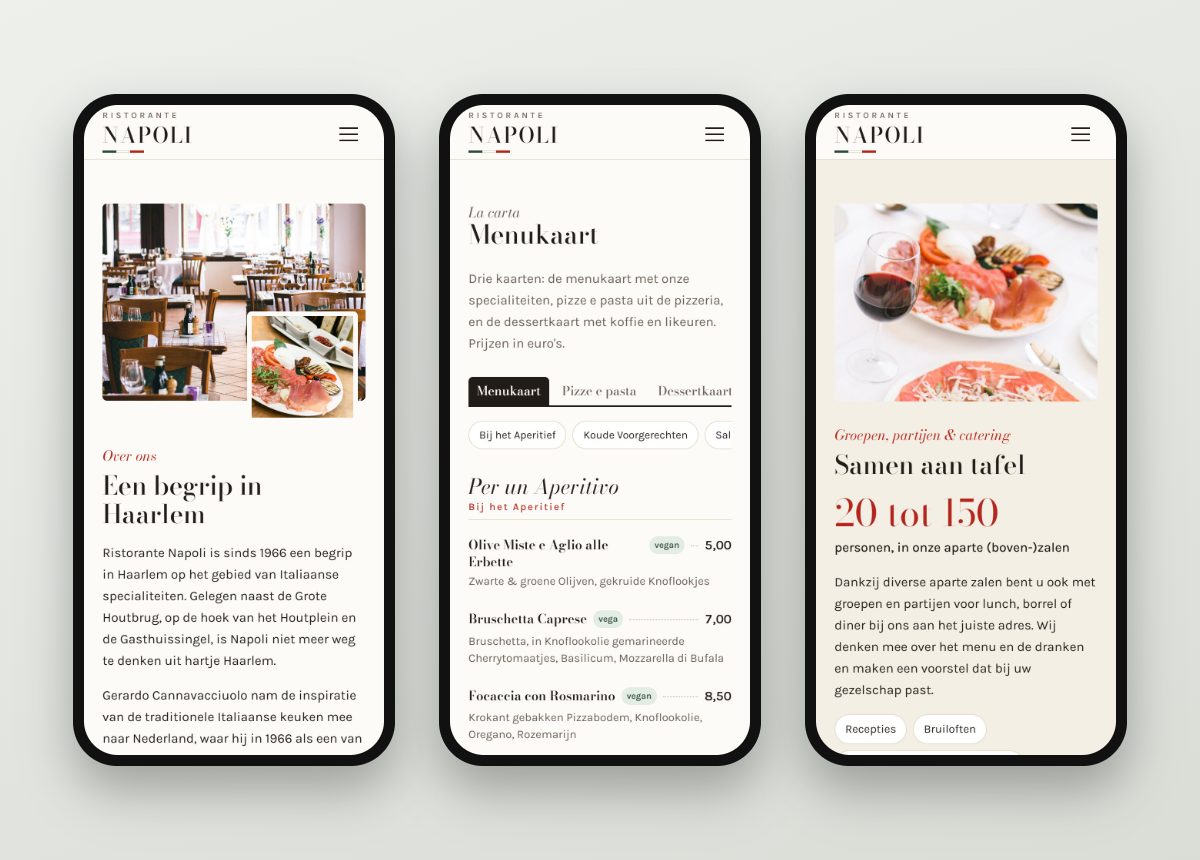 RISTORANTE
NAPOLI
Over ons
Een begrip in
Haarlem
Ristorante Napoli is sinds 1966 een begrip
in Haarlem op het gebied van Italiaanse
specialiteiten. Gelegen naast de Grote
Houtbrug, op de hoek van het Houtplein en
de Gasthuissingel, is Napoli niet meer weg
te denken uit hartje Haarlem.
Gerardo Cannavacciuolo nam de inspiratie
van de traditionele Italiaanse keuken mee
naar Nederland, waar hij in 1966 als een van
RISTORANTE
NAPOLI
La carta
Menukaart
Drie kaarten: de menukaart met onze
specialiteiten, pizze e pasta uit de pizzeria,
en de dessertkaart met koffie en likeuren.
Prijzen in euro's.
Menukaart Pizze e pasta Dessertkaart
Bij het Aperitief Koude Voorgerechten Sal
Per un Aperitivo
Bij het Aperitief
Olive Miste e Aglio alle vegan 5,00
Erbette
Zwarte & groene Olijven, gekruide Knoflookjes
Bruschetta Caprese vega 7,00
Bruschetta, in Knoflookolie gemarineerde
Cherrytomaatjes, Basilicum, Mozzarella di Bufala
Focaccia con Rosmarino vegan 8,50
Krokant gebakken Pizzabodem, Knoflookolie,
Oregano, Rozemarijn
RISTORANTE
NAPOLI
Groepen, partijen & catering
Samen aan tafel
20 tot 150
personen, in onze aparte (boven-)zalen
Dankzij diverse aparte zalen bent u ook met
groepen en partijen voor lunch, borrel of
diner bij ons aan het juiste adres. Wij
denken mee over het menu en de dranken
en maken een voorstel dat bij uw
gezelschap past.
Recepties Bruiloften